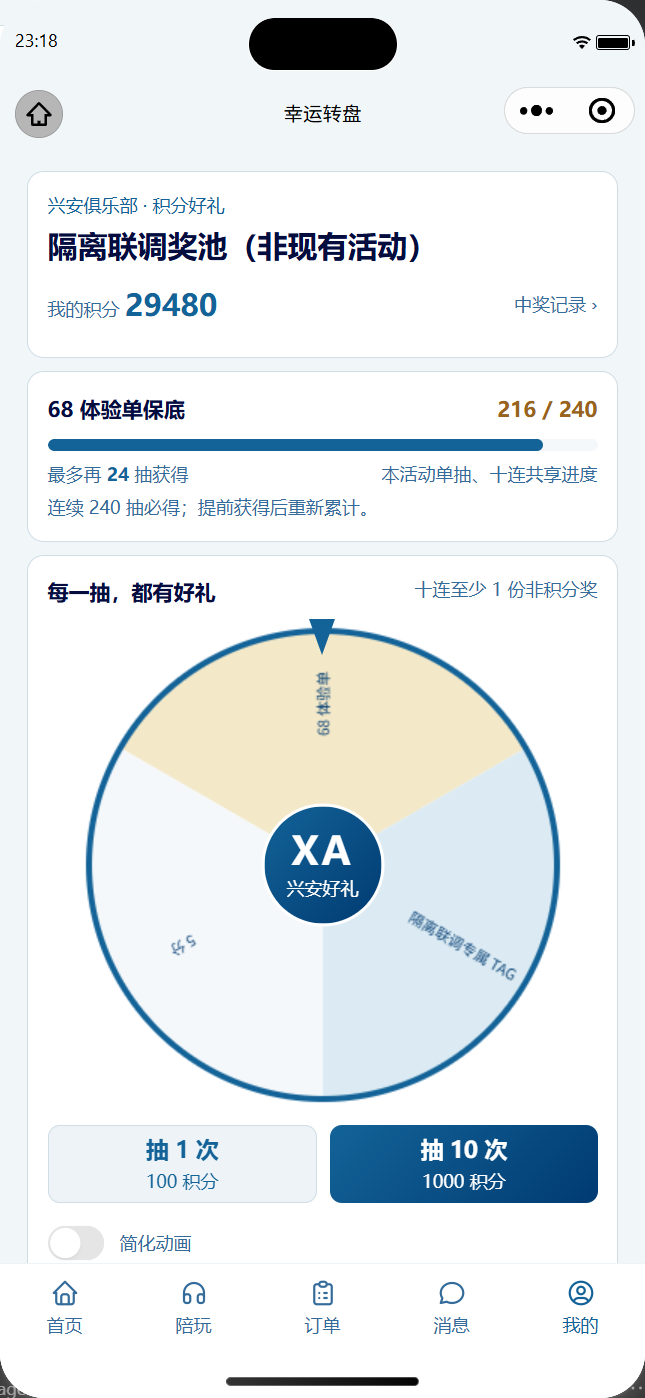 23:18
幸运转盘
兴安俱乐部 · 积分好礼
隔离联调奖池（非现有活动）
我的积分 29480
中奖记录 ›
68 体验单保底
216 / 240
最多再 24 抽获得
本活动单抽、十连共享进度
连续 240 抽必得；提前获得后重新累计。
每一抽，都有好礼
十连至少 1 份非积分奖
68 体验单
XA
兴安好礼
隔离联调专属 TAG
5 分
抽 1 次
100 积分
抽 10 次
1000 积分
简化动画
首页
陪玩
订单
消息
我的